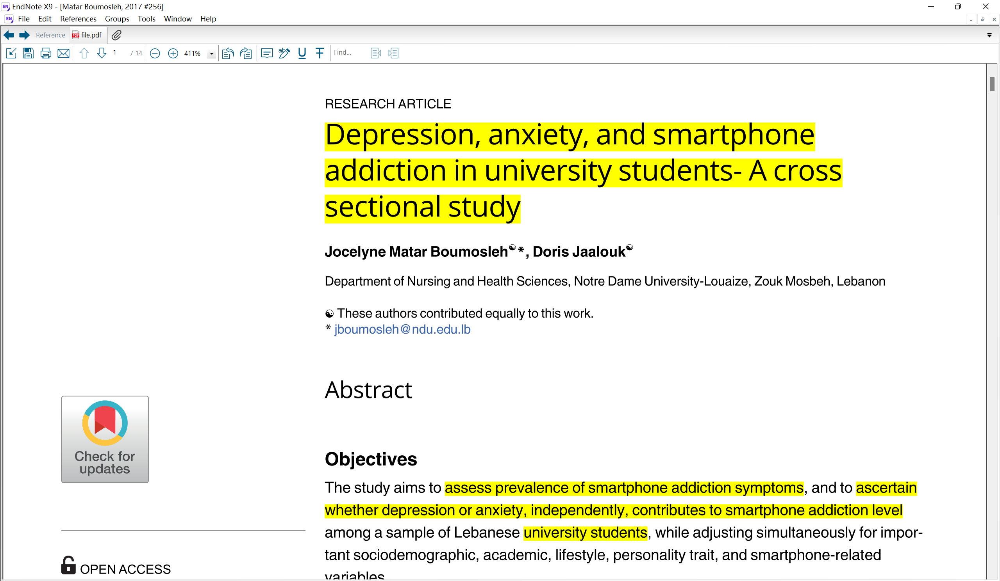 EndNote X9 - [Matar Boumosleh, 2017 #256]
File Edit References Groups Tools Window Help
Reference file.pdf
1 / 14 411% Find...
RESEARCH ARTICLE
Depression, anxiety, and smartphone
addiction in university students- A cross
sectional study
Jocelyne Matar Boumosleh☯*, Doris Jaalouk☯
Department of Nursing and Health Sciences, Notre Dame University-Louaize, Zouk Mosbeh, Lebanon
☯ These authors contributed equally to this work.
* jboumosleh@ndu.edu.lb
Abstract
Check for
updates
Objectives
The study aims to assess prevalence of smartphone addiction symptoms, and to ascertain
whether depression or anxiety, independently, contributes to smartphone addiction level
among a sample of Lebanese university students, while adjusting simultaneously for impor-
tant sociodemographic, academic, lifestyle, personality trait, and smartphone-related
variables
OPEN ACCESS